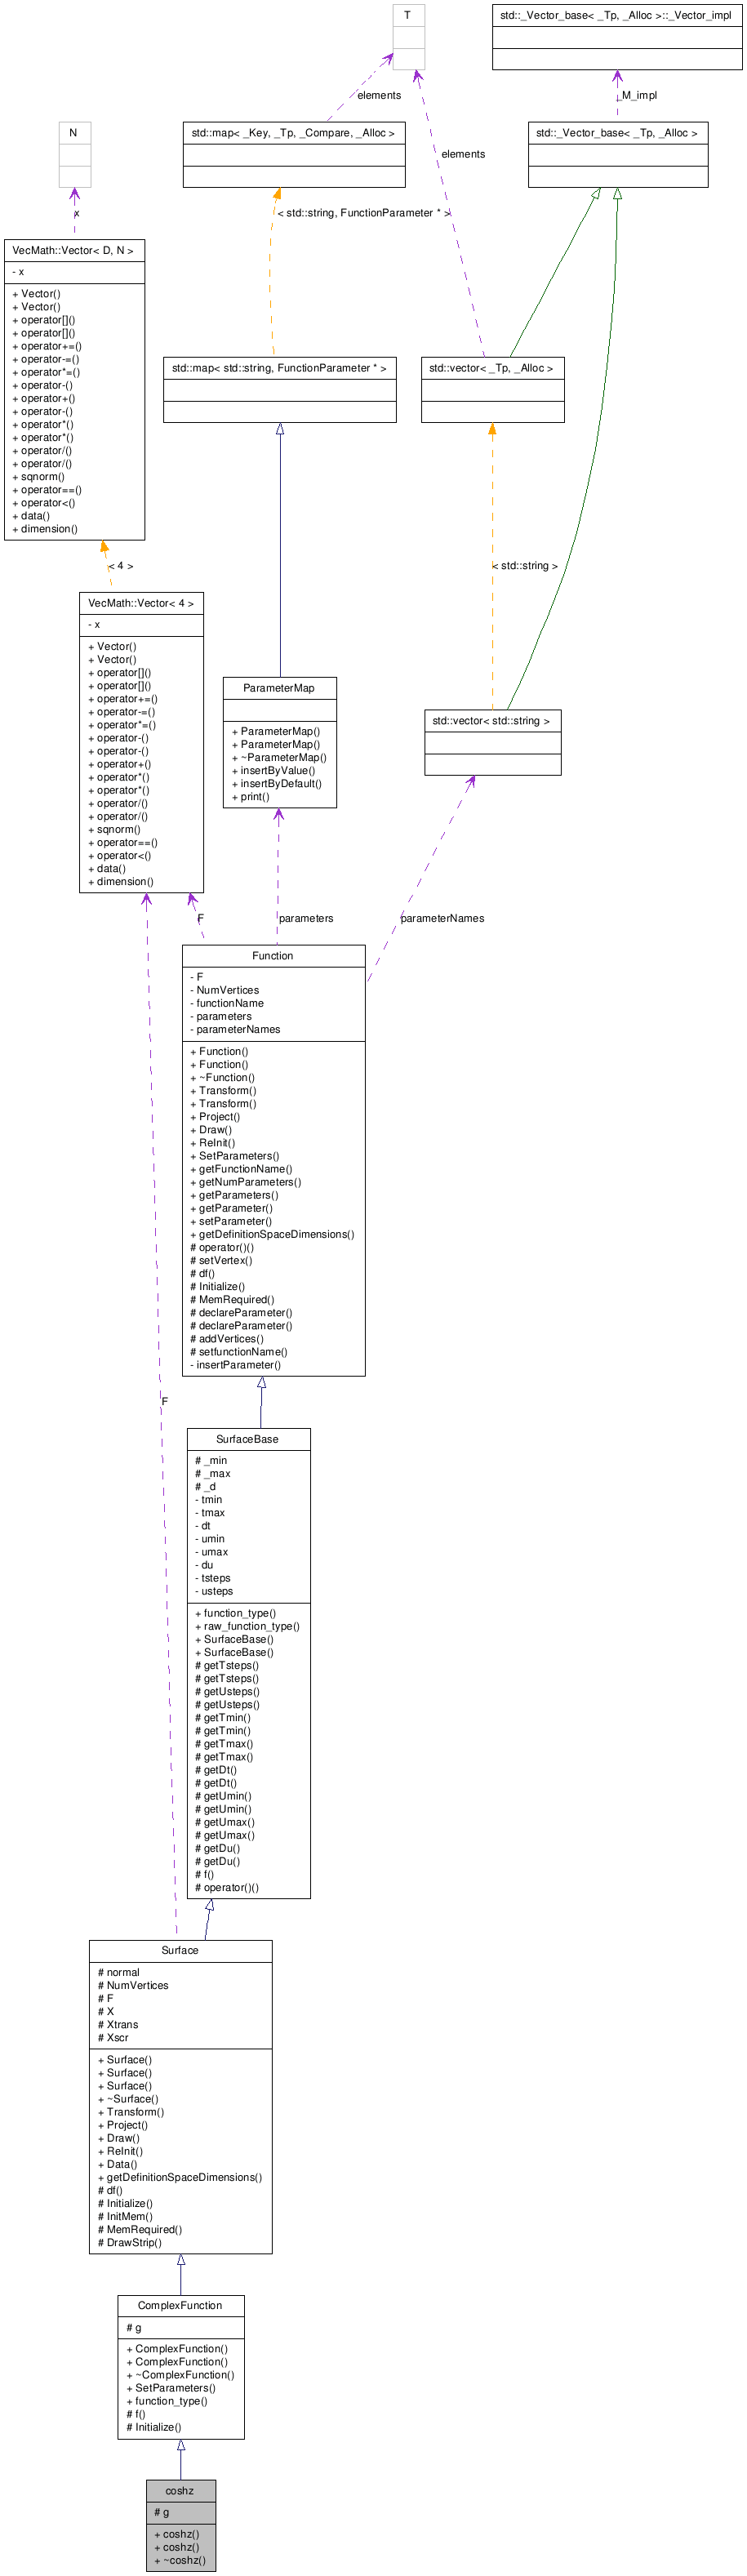 T
std::_Vector_base< _Tp, _Alloc >::_Vector_impl
elements
_M_impl
N
std::map< _Key, _Tp, _Compare, _Alloc >
std::_Vector_base< _Tp, _Alloc >
elements
x
< std::string, FunctionParameter * >
VecMath::Vector< D, N >
- x
+ Vector()
+ Vector()
+ operator[]()
+ operator[]()
+ operator+=()
+ operator-=()
+ operator*=()
+ operator-()
+ operator+()
+ operator-()
+ operator*()
+ operator*()
+ operator/()
+ operator/()
+ sqnorm()
+ operator==()
+ operator<()
+ data()
+ dimension()
std::map< std::string, FunctionParameter * >
std::vector< _Tp, _Alloc >
< 4 >
< std::string >
VecMath::Vector< 4 >
- x
+ Vector()
+ Vector()
+ operator[]()
+ operator[]()
+ operator+=()
+ operator-=()
+ operator*=()
+ operator-()
+ operator-()
+ operator+()
+ operator*()
+ operator*()
+ operator/()
+ operator/()
+ sqnorm()
+ operator==()
+ operator<()
+ data()
+ dimension()
ParameterMap
+ ParameterMap()
+ ParameterMap()
+ ~ParameterMap()
+ insertByValue()
+ insertByDefault()
+ print()
std::vector< std::string >
F
parameters
parameterNames
Function
- F
- NumVertices
- functionName
- parameters
- parameterNames
+ Function()
+ Function()
+ ~Function()
+ Transform()
+ Transform()
+ Project()
+ Draw()
+ ReInit()
+ SetParameters()
+ getFunctionName()
+ getNumParameters()
+ getParameters()
+ getParameter()
+ setParameter()
+ getDefinitionSpaceDimensions()
# operator()()
# setVertex()
# df()
# Initialize()
# MemRequired()
# declareParameter()
# declareParameter()
# addVertices()
# setfunctionName()
- insertParameter()
F
SurfaceBase
# _min
# _max
# _d
- tmin
- tmax
- dt
- umin
- umax
- du
- tsteps
- usteps
+ function_type()
+ raw_function_type()
+ SurfaceBase()
+ SurfaceBase()
# getTsteps()
# getTsteps()
# getUsteps()
# getUsteps()
# getTmin()
# getTmin()
# getTmax()
# getTmax()
# getDt()
# getDt()
# getUmin()
# getUmin()
# getUmax()
# getUmax()
# getDu()
# getDu()
# f()
# operator()()
Surface
# normal
# NumVertices
# F
# X
# Xtrans
# Xscr
+ Surface()
+ Surface()
+ Surface()
+ ~Surface()
+ Transform()
+ Project()
+ Draw()
+ ReInit()
+ Data()
+ getDefinitionSpaceDimensions()
# df()
# Initialize()
# InitMem()
# MemRequired()
# DrawStrip()
ComplexFunction
# g
+ ComplexFunction()
+ ComplexFunction()
+ ~ComplexFunction()
+ SetParameters()
+ function_type()
# f()
# Initialize()
coshz
# g
+ coshz()
+ coshz()
+ ~coshz()